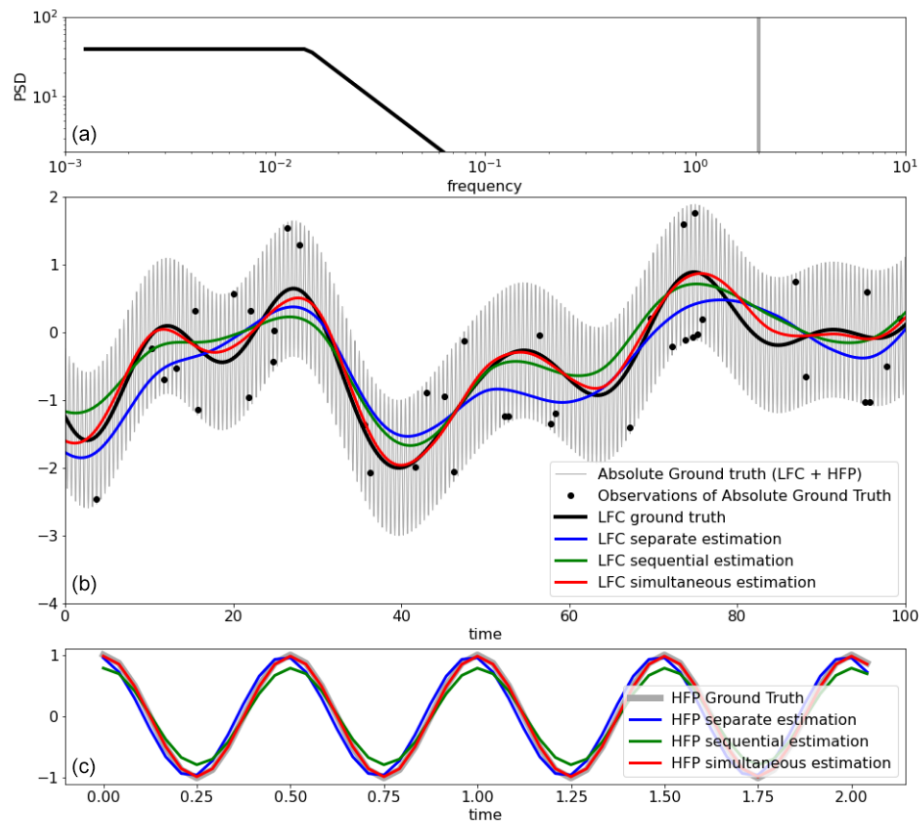 10²
PSD
10¹
(a)
10⁻³ 10⁻² 10⁻¹ 10⁰ 10¹
frequency
2
1
0
−1
−2
−3
−4
Absolute Ground truth (LFC + HFP)
Observations of Absolute Ground Truth
LFC ground truth
LFC separate estimation
LFC sequential estimation
LFC simultaneous estimation
(b)
0 20 40 60 80 100
time
1
0
−1
HFP Ground Truth
HFP separate estimation
HFP sequential estimation
HFP simultaneous estimation
(c)
0.00 0.25 0.50 0.75 1.00 1.25 1.50 1.75 2.00
time